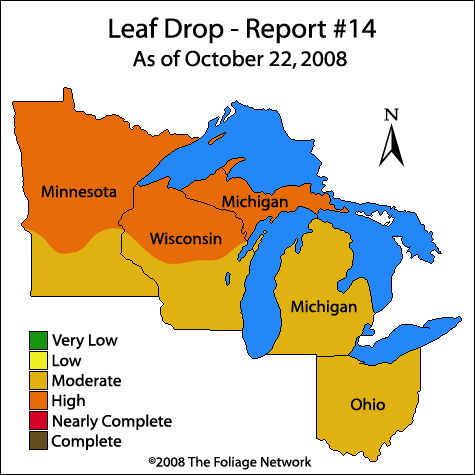 Leaf Drop - Report #14
As of October 22, 2008
N
Minnesota
Michigan
Wisconsin
Michigan
Ohio
Very Low
Low
Moderate
High
Nearly Complete
Complete
©2008 The Foliage Network